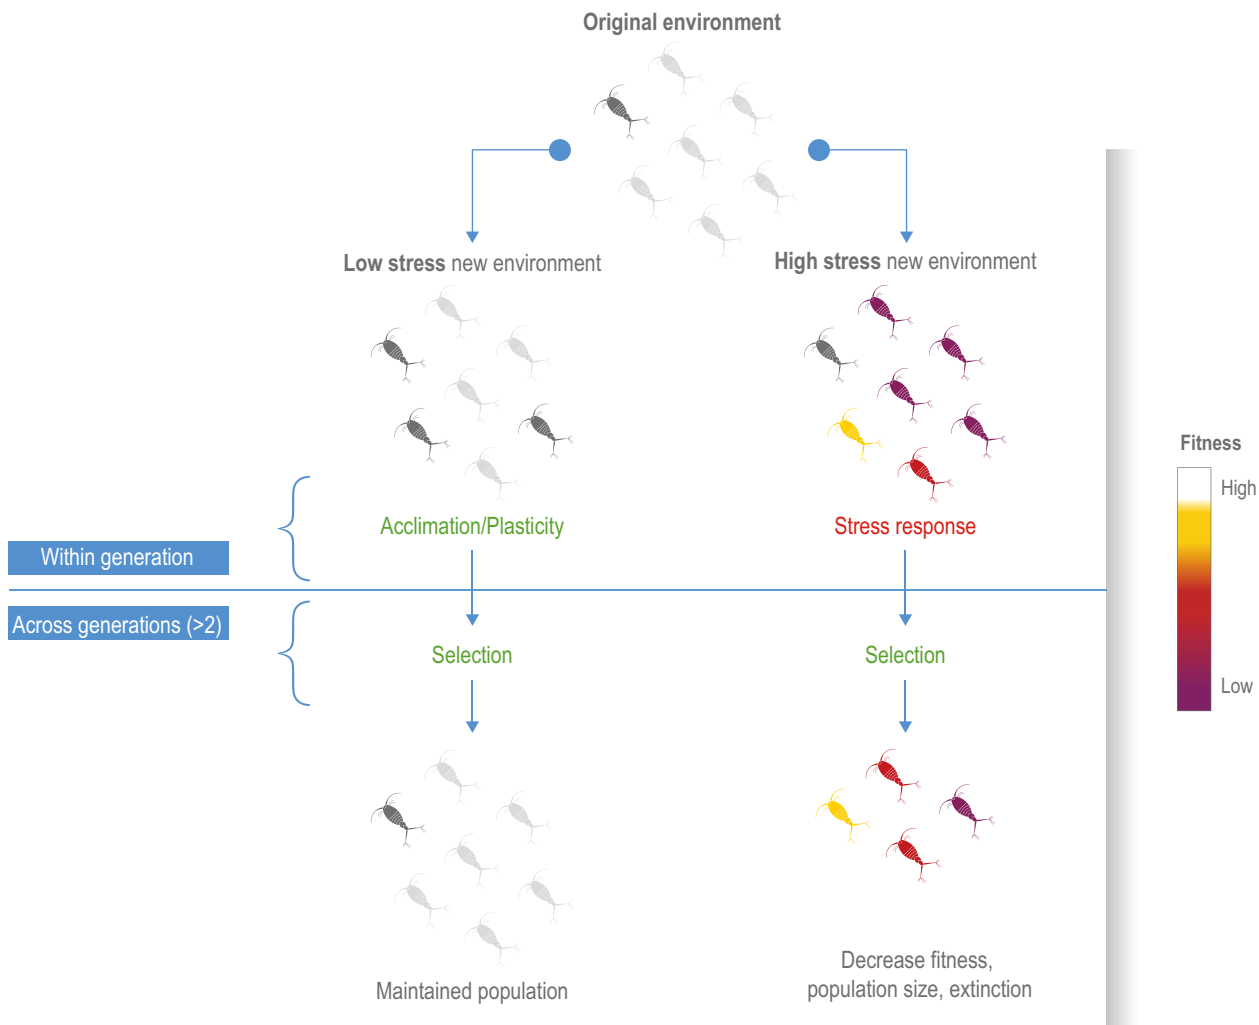 Original environment
Low stress new environment
High stress new environment
Fitness
High
Low
Acclimation/Plasticity
Stress response
Within generation
Across generations (>2)
Selection
Selection
Maintained population
Decrease fitness,
population size, extinction